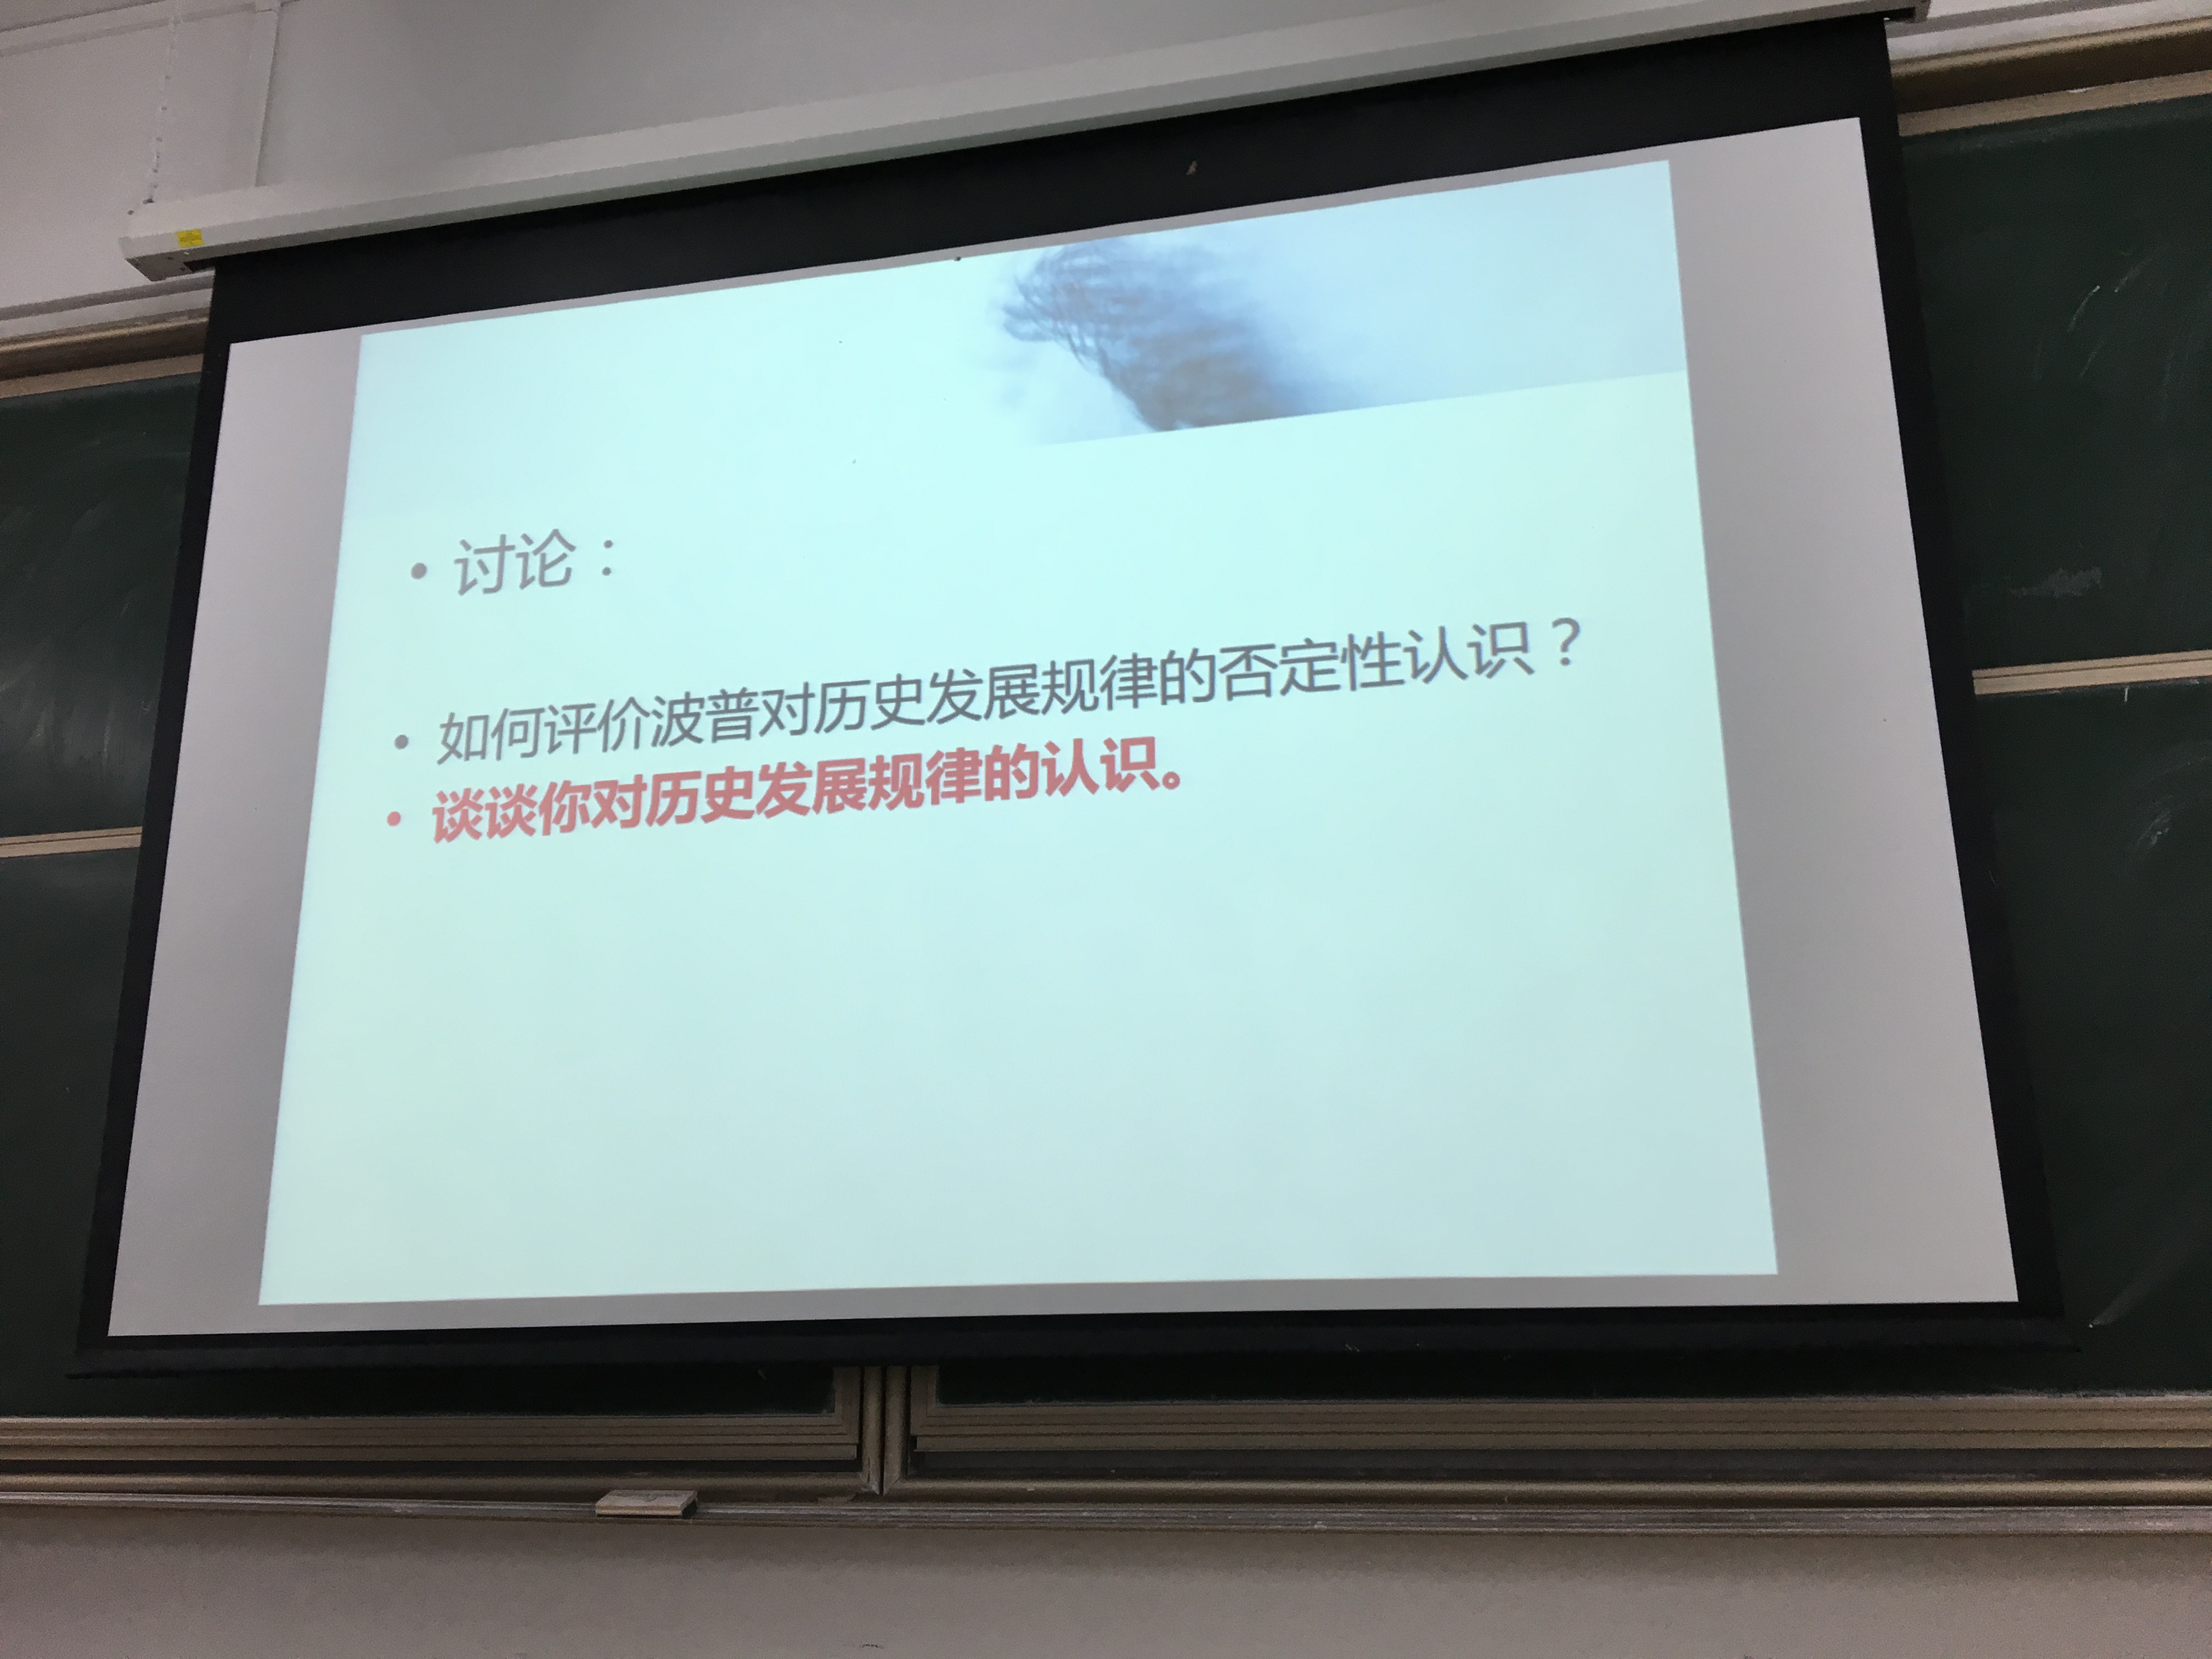 • 讨论：
• 如何评价波普对历史发展规律的否定性认识？
• 谈谈你对历史发展规律的认识。